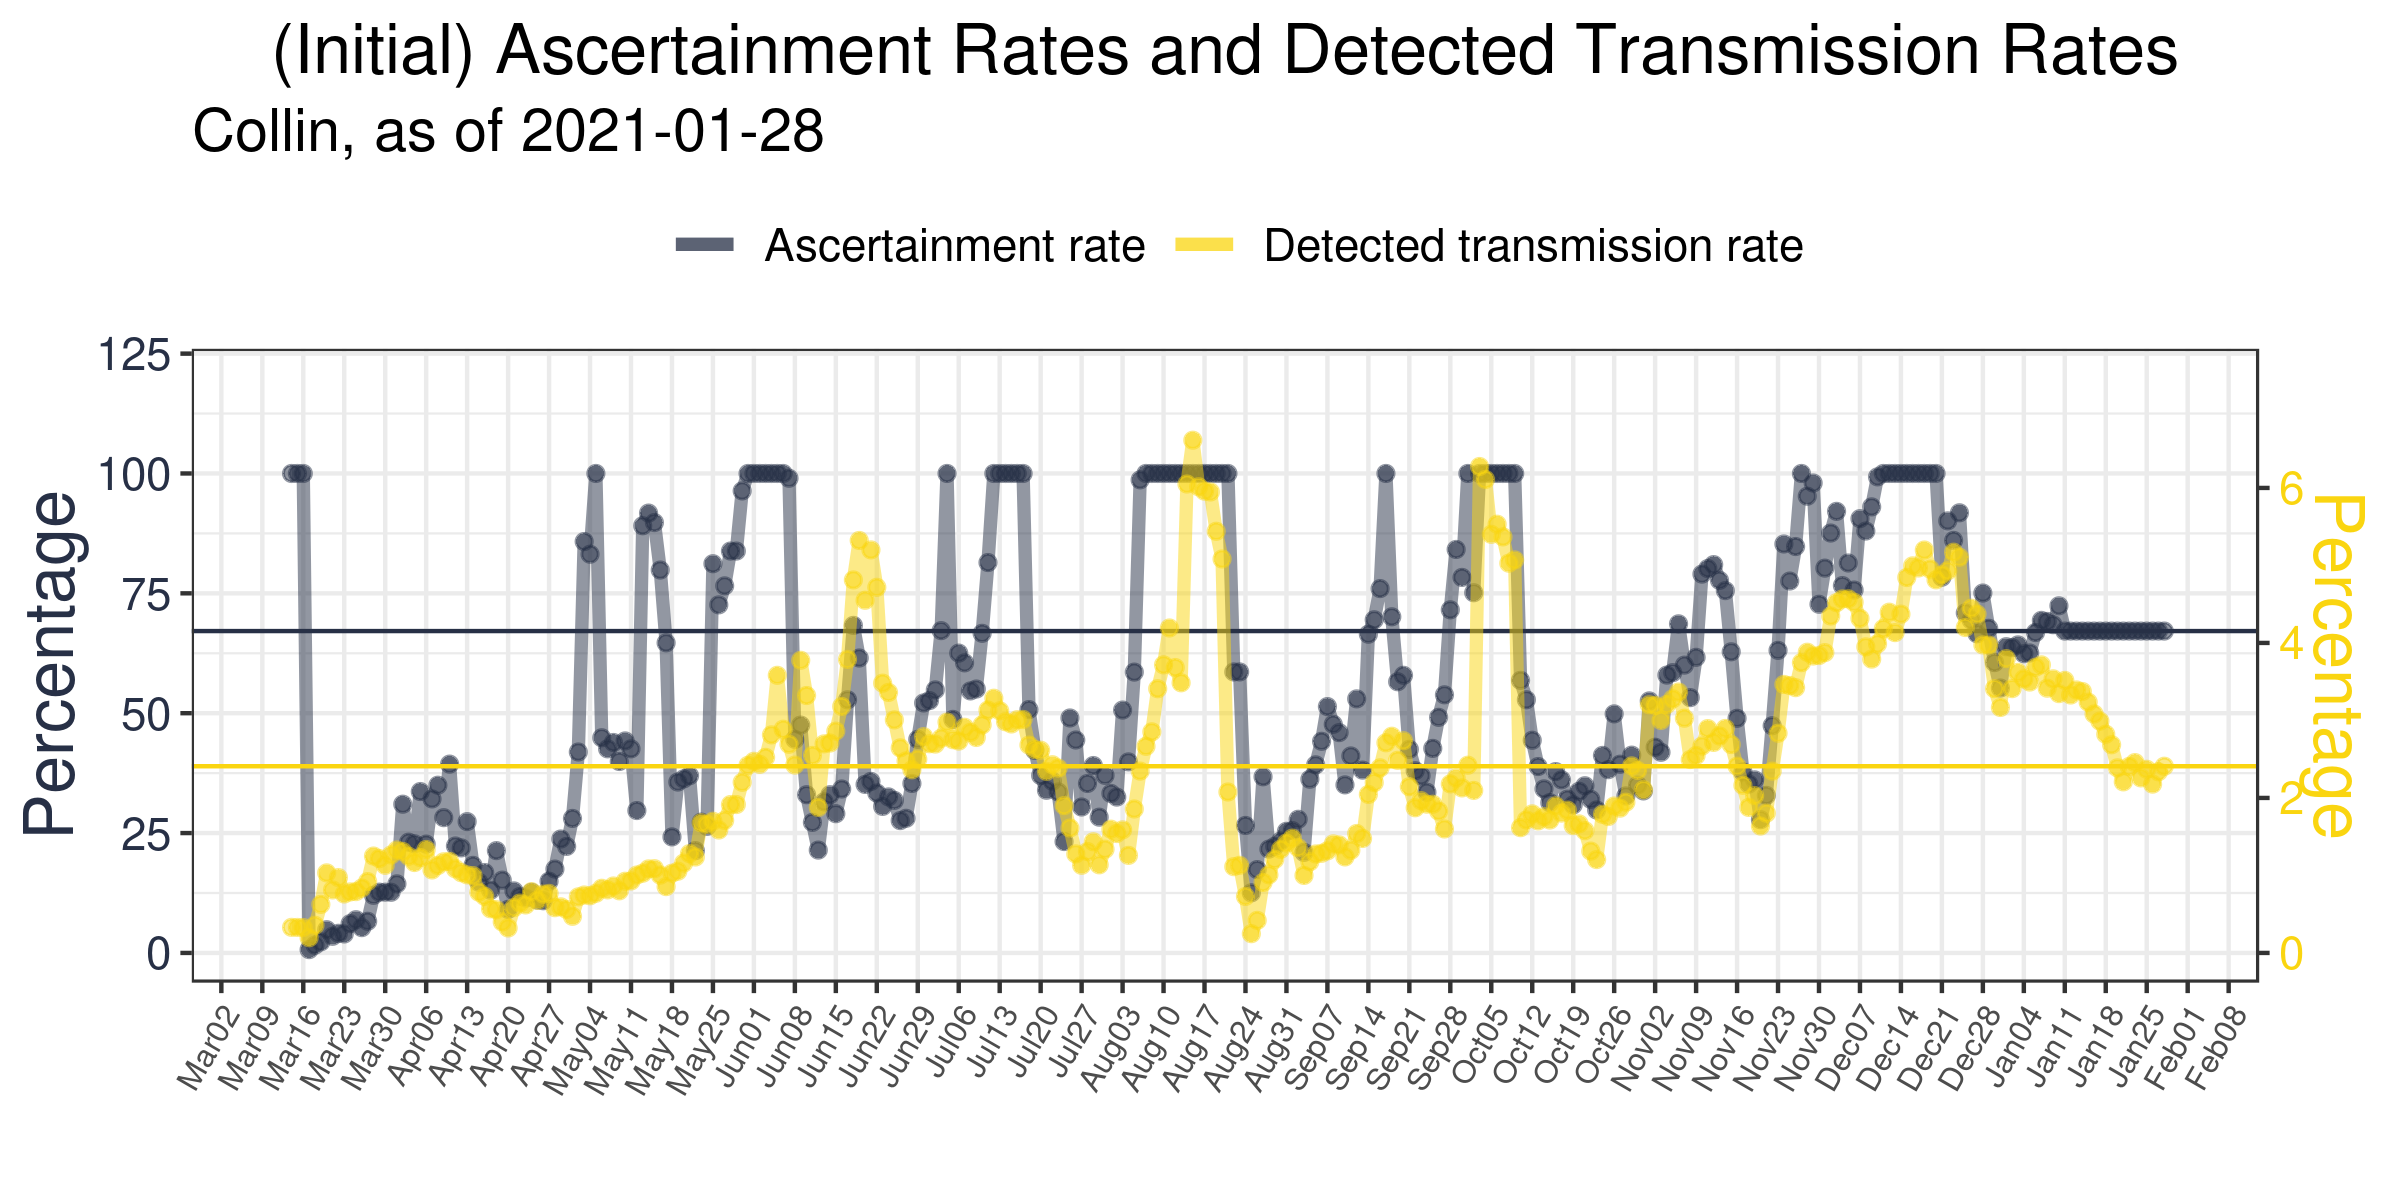 (Initial) Ascertainment Rates and Detected Transmission Rates
Collin, as of 2021-01-28
Ascertainment rate
Detected transmission rate
Percentage
125
100
75
50
25
0
6
4
2
0
Percentage
Mar02
Mar09
Mar16
Mar23
Mar30
Apr06
Apr13
Apr20
Apr27
May04
May11
May18
May25
Jun01
Jun08
Jun15
Jun22
Jun29
Jul06
Jul13
Jul20
Jul27
Aug03
Aug10
Aug17
Aug24
Aug31
Sep07
Sep14
Sep21
Sep28
Oct05
Oct12
Oct19
Oct26
Nov02
Nov09
Nov16
Nov23
Nov30
Dec07
Dec14
Dec21
Dec28
Jan04
Jan11
Jan18
Jan25
Feb01
Feb08